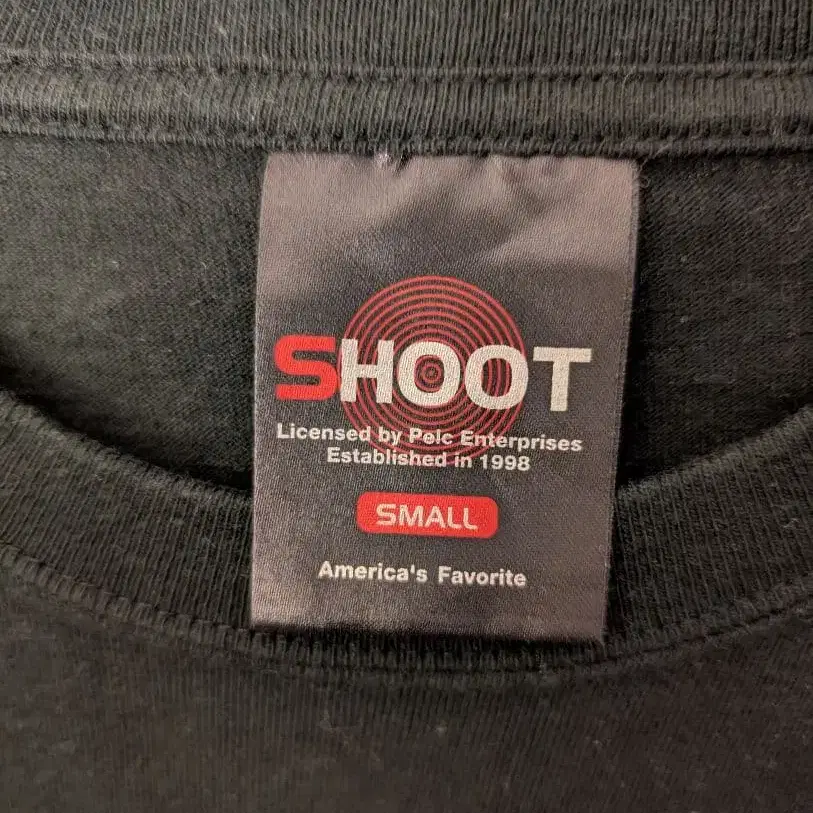 SHOOT
Licensed by Pelc Enterprises
Established in 1998
SMALL
America's Favorite